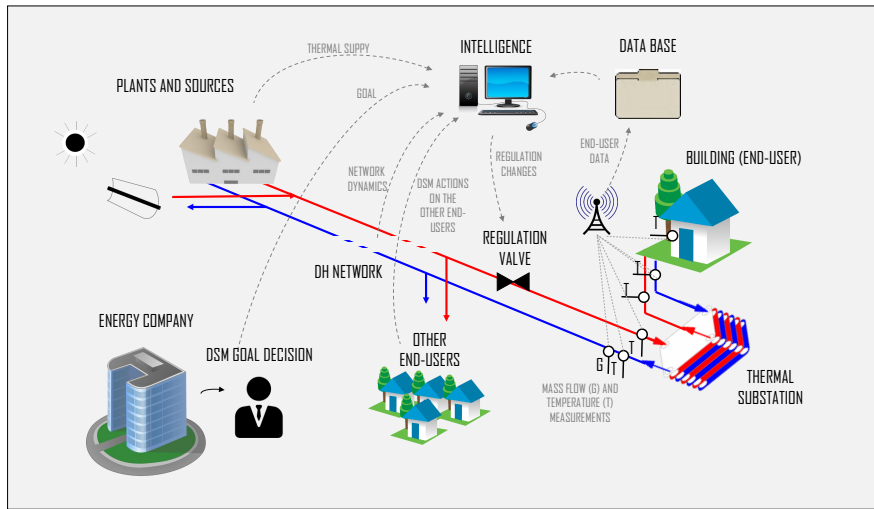 THERMAL SUPPY
INTELLIGENCE
DATA BASE
PLANTS AND SOURCES
GOAL
END-USER
DATA
NETWORK
DYNAMICS
DSM ACTIONS
ON THE
OTHER END-
USERS
REGULATION
CHANGES
BUILDING (END-USER)
T
REGULATION
VALVE
DH NETWORK
T
T
T
G
T
ENERGY COMPANY
DSM GOAL DECISION
OTHER
END-USERS
MASS FLOW (G) AND
TEMPERATURE (T)
MEASUREMENTS
THERMAL
SUBSTATION